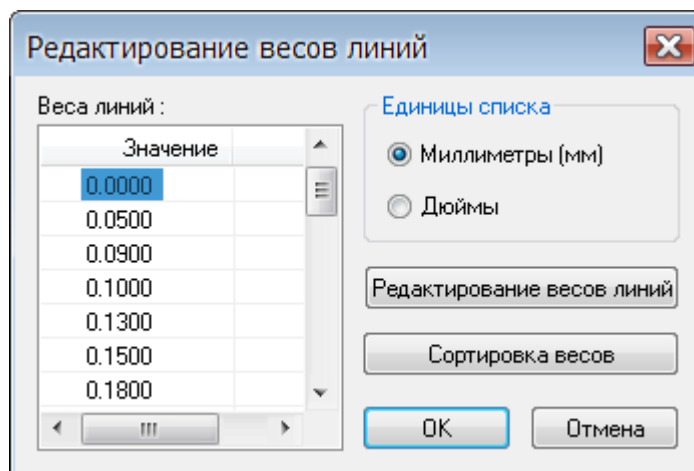 Редактирование весов линий
Веса линий :
Значение
0.0000
0.0500
0.0900
0.1000
0.1300
0.1500
0.1800
Единицы списка
Миллиметры (мм)
Дюймы
Редактирование весов линий
Сортировка весов
OK
Отмена